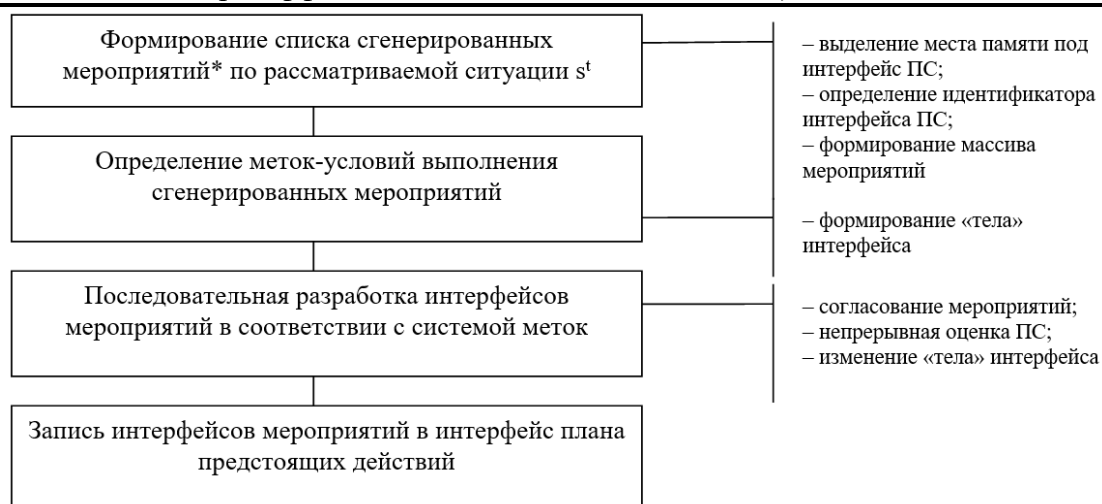 Формирование списка сгенерированных
мероприятий* по рассматриваемой ситуации sᵗ
– выделение места памяти под
интерфейс ПС;
– определение идентификатора
интерфейса ПС;
– формирование массива
мероприятий
Определение меток-условий выполнения
сгенерированных мероприятий
– формирование «тела»
интерфейса
Последовательная разработка интерфейсов
мероприятий в соответствии с системой меток
– согласование мероприятий;
– непрерывная оценка ПС;
– изменение «тела» интерфейса
Запись интерфейсов мероприятий в интерфейс плана
предстоящих действий